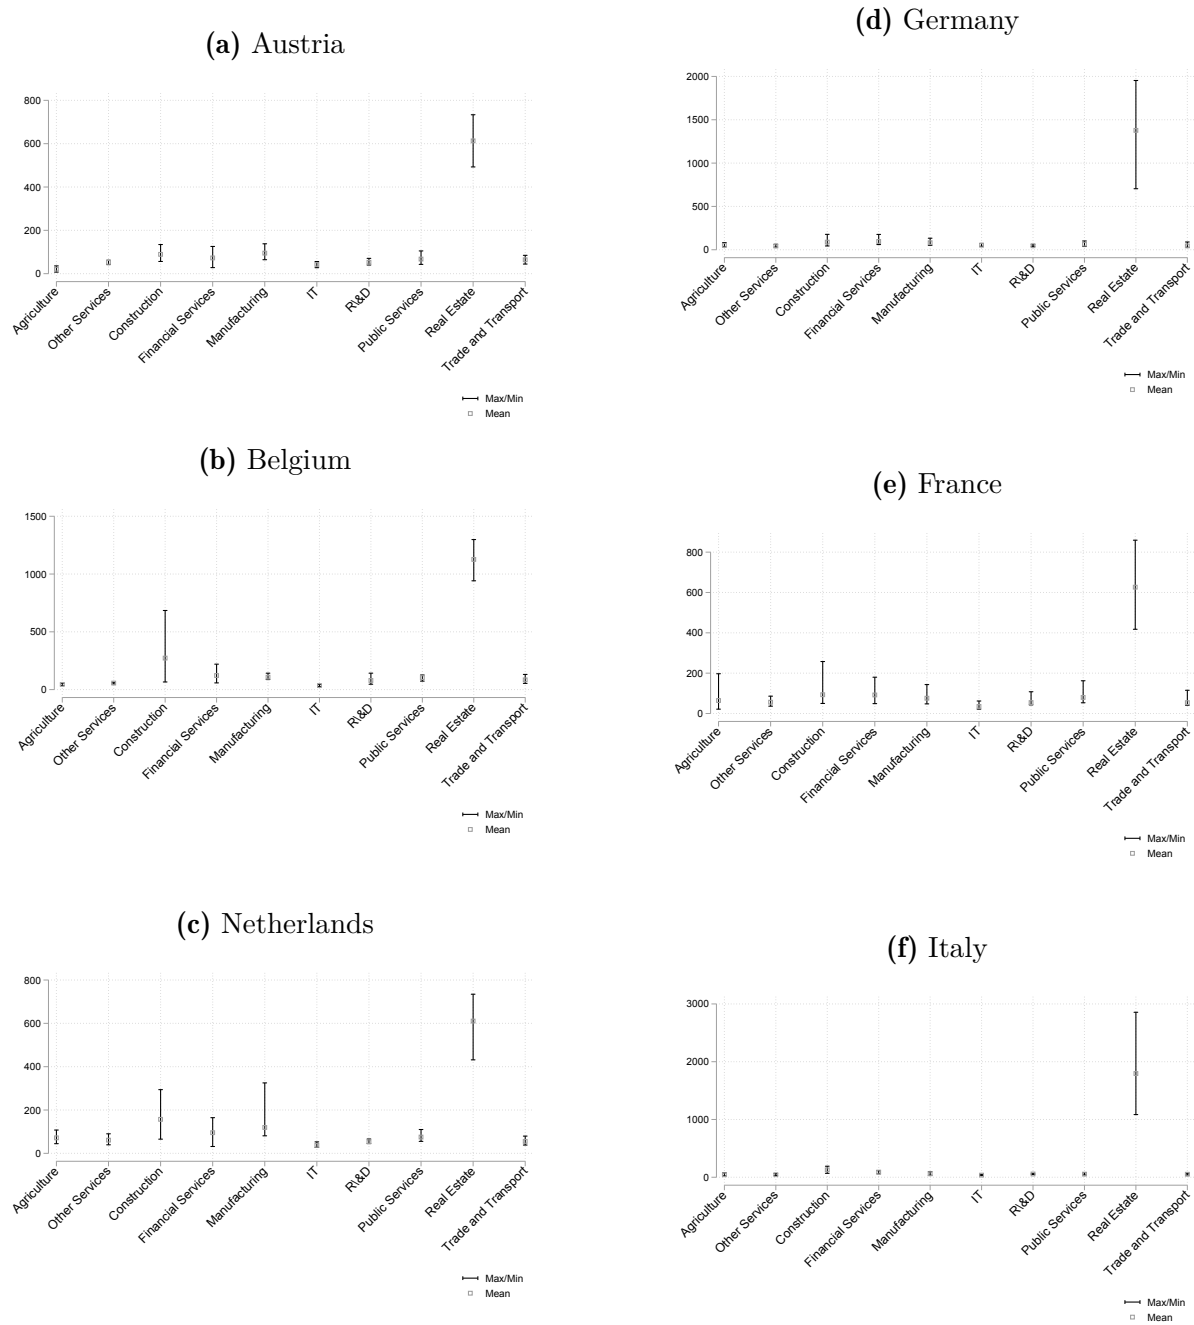 (a) Austria
800
600
400
200
0
Agriculture
Other Services
Construction
Financial Services
Manufacturing
IT
R\&D
Public Services
Real Estate
Trade and Transport
Max/Min
Mean
(b) Belgium
1500
1000
500
0
Agriculture
Other Services
Construction
Financial Services
Manufacturing
IT
R\&D
Public Services
Real Estate
Trade and Transport
Max/Min
Mean
(c) Netherlands
800
600
400
200
0
Agriculture
Other Services
Construction
Financial Services
Manufacturing
IT
R\&D
Public Services
Real Estate
Trade and Transport
Max/Min
Mean
(d) Germany
2000
1500
1000
500
0
Agriculture
Other Services
Construction
Financial Services
Manufacturing
IT
R\&D
Public Services
Real Estate
Trade and Transport
Max/Min
Mean
(e) France
800
600
400
200
0
Agriculture
Other Services
Construction
Financial Services
Manufacturing
IT
R\&D
Public Services
Real Estate
Trade and Transport
Max/Min
Mean
(f) Italy
3000
2000
1000
0
Agriculture
Other Services
Construction
Financial Services
Manufacturing
IT
R\&D
Public Services
Real Estate
Trade and Transport
Max/Min
Mean